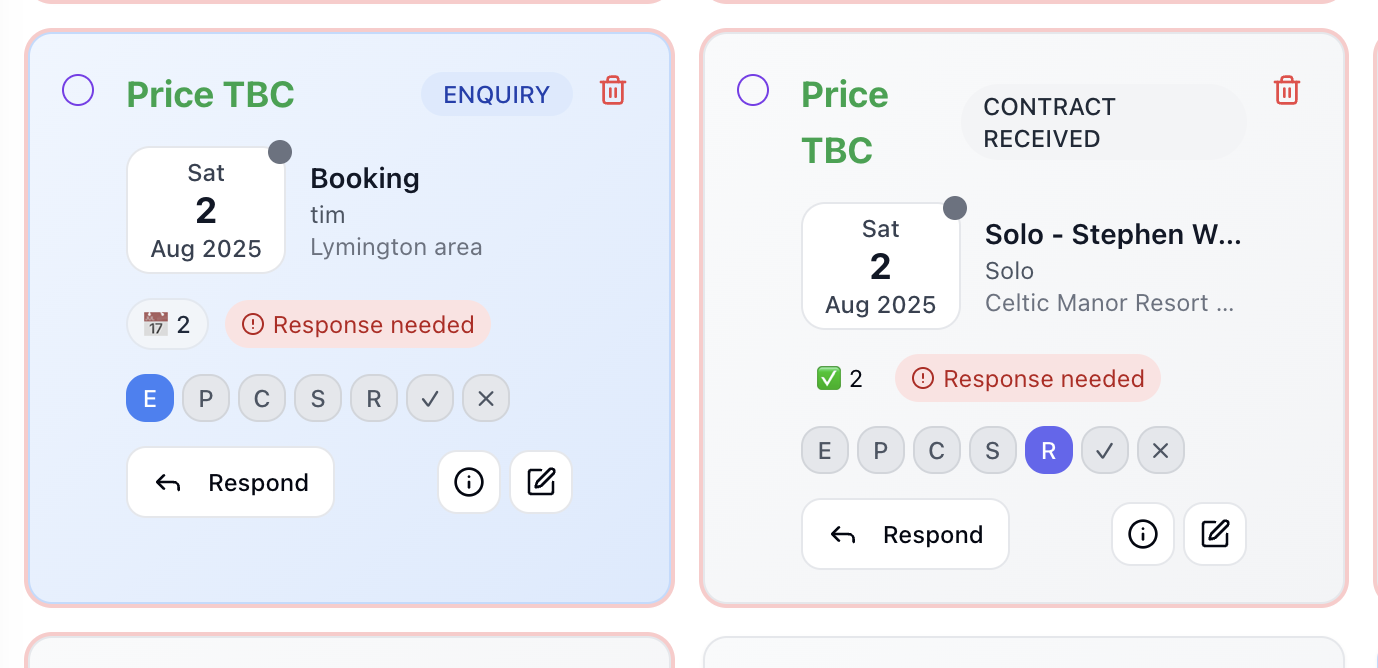 Price TBC
ENQUIRY
Sat
2
Aug 2025
Booking
tim
Lymington area
17 2
Response needed
E P C S R
Respond
Price
TBC
CONTRACT
RECEIVED
Sat
2
Aug 2025
Solo - Stephen W...
Solo
Celtic Manor Resort ...
2
Response needed
E P C S R
Respond